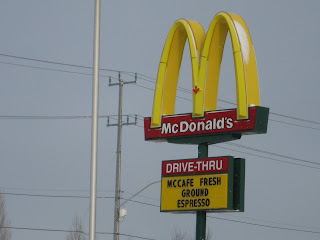 McDonald's
DRIVE-THRU
MCCAFE FRESH
GROUND
ESPRESSO